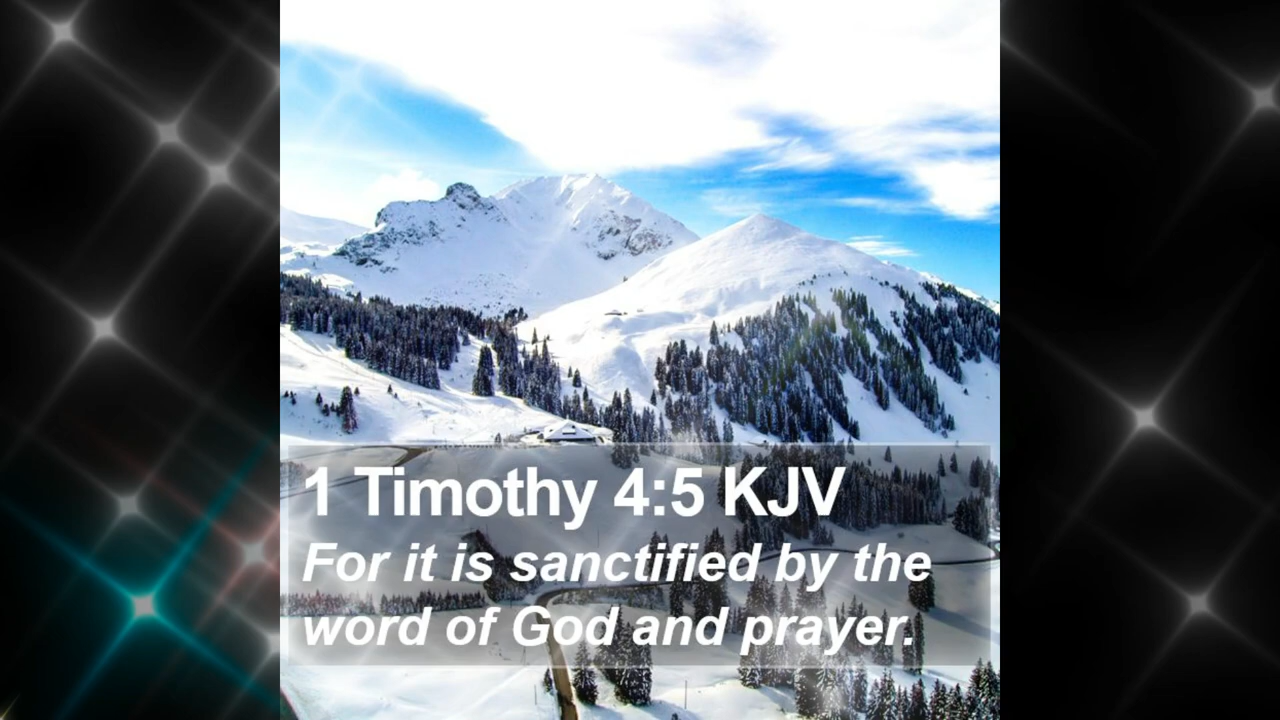 1 Timothy 4:5 KJV
For it is sanctified by the
word of God and prayer.